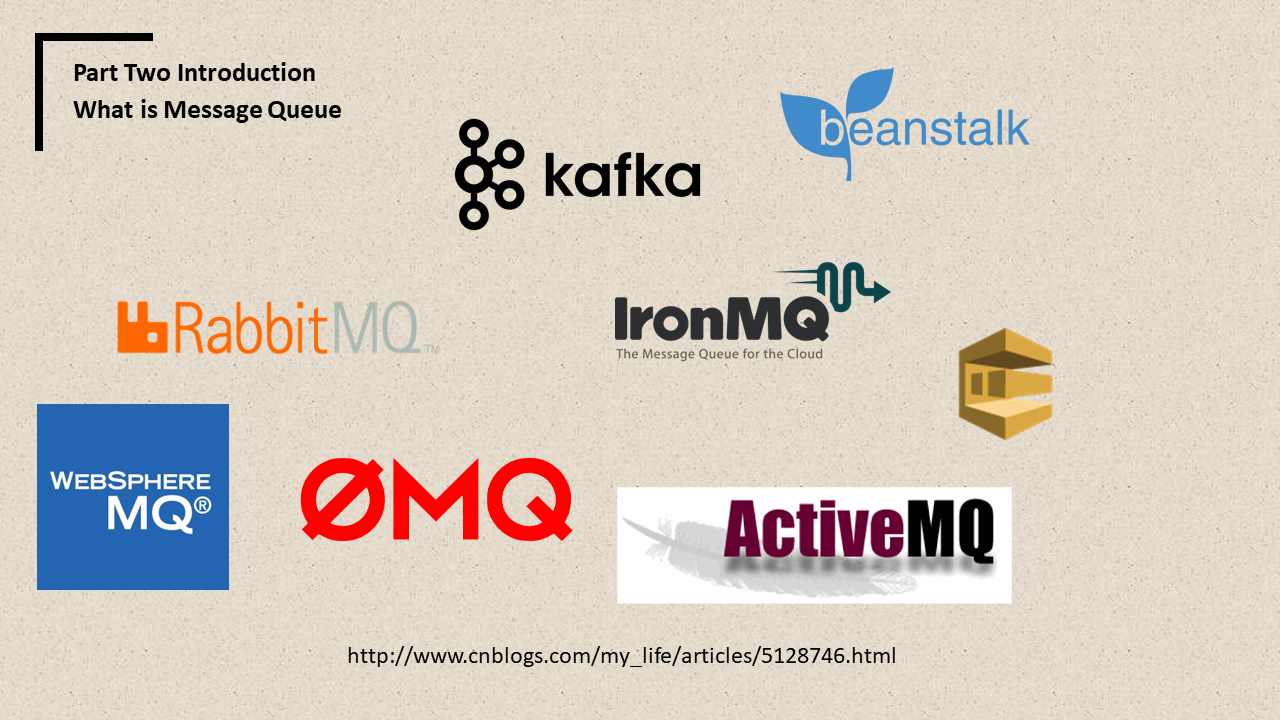 Part Two Introduction
What is Message Queue
beanstalk
kafka
RabbitMQ™
IronMQ
The Message Queue for the Cloud
WEBSPHERE
MQ®
ØMQ
ActiveMQ
http://www.cnblogs.com/my_life/articles/5128746.html